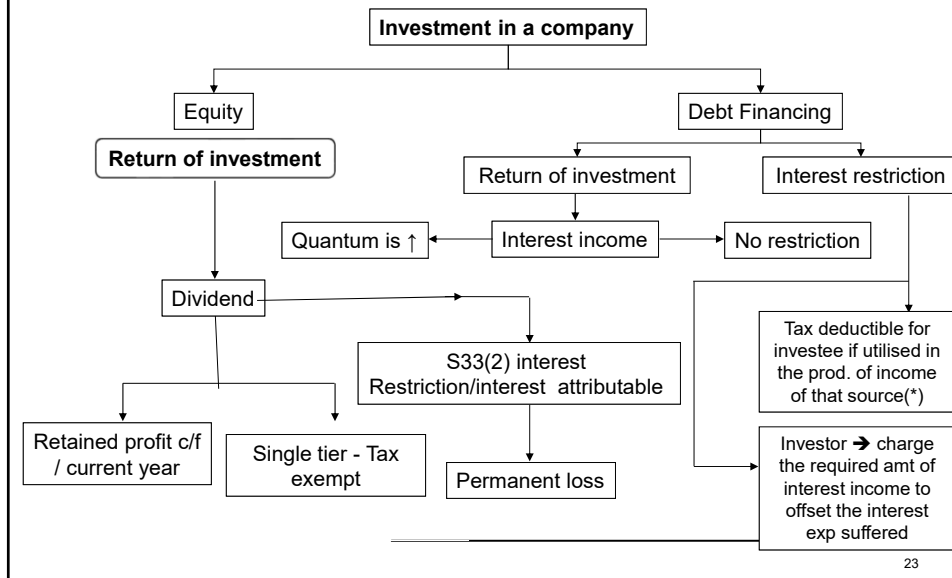 Investment in a company
Equity
Debt Financing
Return of investment
Return of investment
Interest restriction
Quantum is ↑
Interest income
No restriction
Dividend
Tax deductible for
investee if utilised in
the prod. of income
of that source(*)
S33(2) interest
Restriction/interest attributable
Retained profit c/f
/ current year
Single tier - Tax
exempt
Permanent loss
Investor ➔ charge
the required amt of
interest income to
offset the interest
exp suffered
23